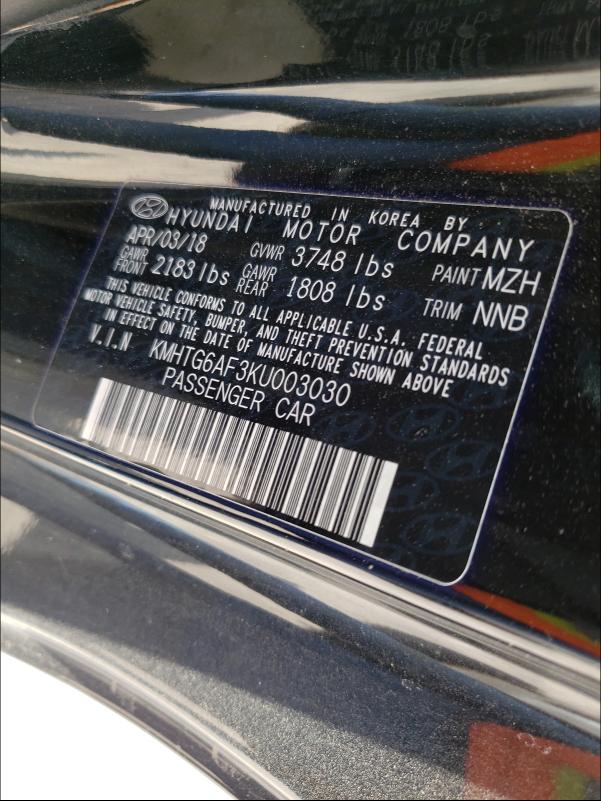 MANUFACTURED IN KOREA BY
HYUNDAI MOTOR COMPANY
APR/03/18 GVWR 3748 lbs PAINT MZH
GAWR FRONT 2183 lbs GAWR REAR 1808 lbs TRIM NNB
THIS VEHICLE CONFORMS TO ALL APPLICABLE U.S.A. FEDERAL
MOTOR VEHICLE SAFETY, BUMPER, AND THEFT PREVENTION STANDARDS
IN EFFECT ON THE DATE OF MANUFACTURE SHOWN ABOVE
V.I.N KMHTG6AF3KU003030
PASSENGER CAR